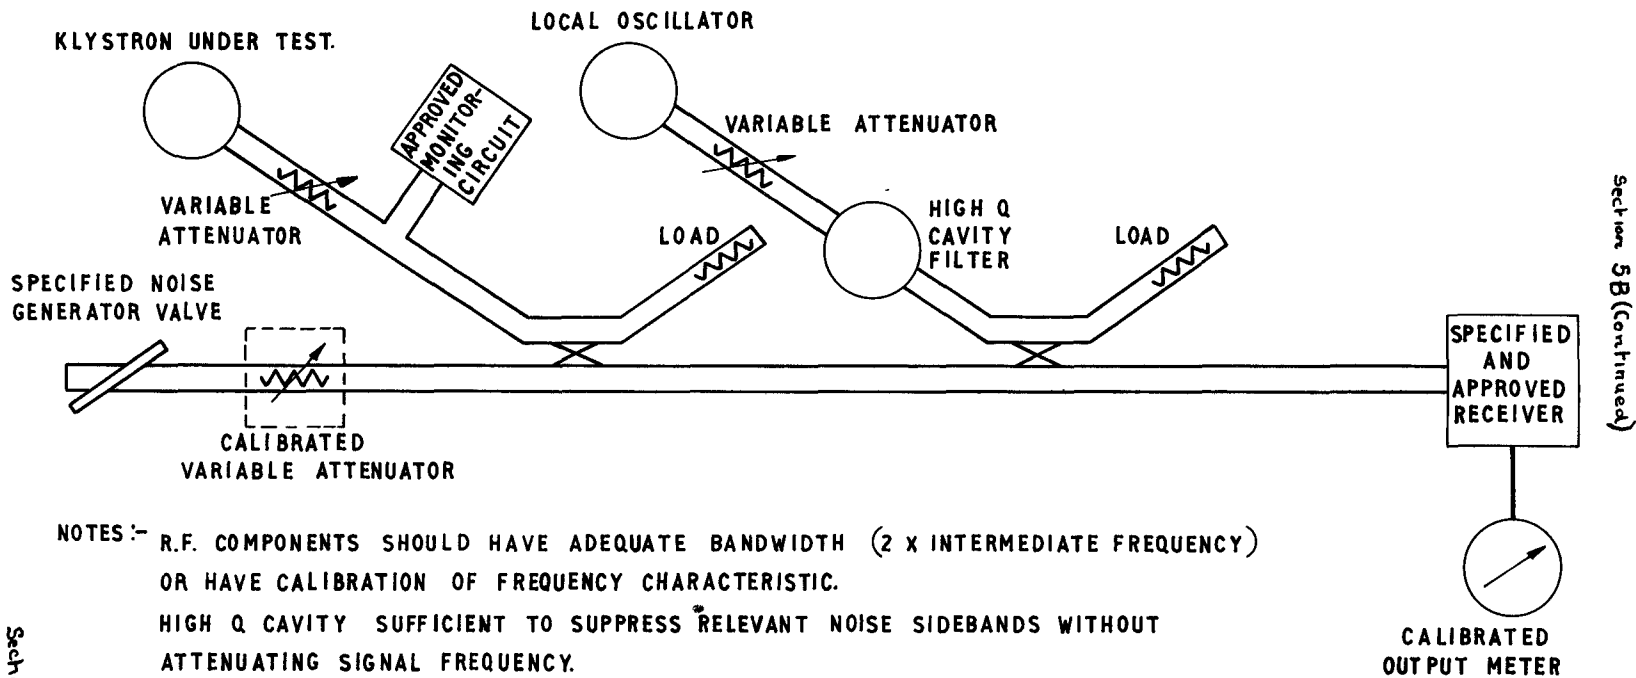 LOCAL OSCILLATOR
KLYSTRON UNDER TEST.
APPROVED
MONITOR-
ING
CIRCUIT
VARIABLE ATTENUATOR
VARIABLE
ATTENUATOR
HIGH Q
CAVITY
FILTER
LOAD
LOAD
SPECIFIED NOISE
GENERATOR VALVE
SPECIFIED
AND
APPROVED
RECEIVER
CALIBRATED
VARIABLE ATTENUATOR
NOTES:- R.F. COMPONENTS SHOULD HAVE ADEQUATE BANDWIDTH (2 X INTERMEDIATE FREQUENCY)
OR HAVE CALIBRATION OF FREQUENCY CHARACTERISTIC.
HIGH Q CAVITY SUFFICIENT TO SUPPRESS RELEVANT NOISE SIDEBANDS WITHOUT
ATTENUATING SIGNAL FREQUENCY.
CALIBRATED
OUTPUT METER
Section 5B (Continued)